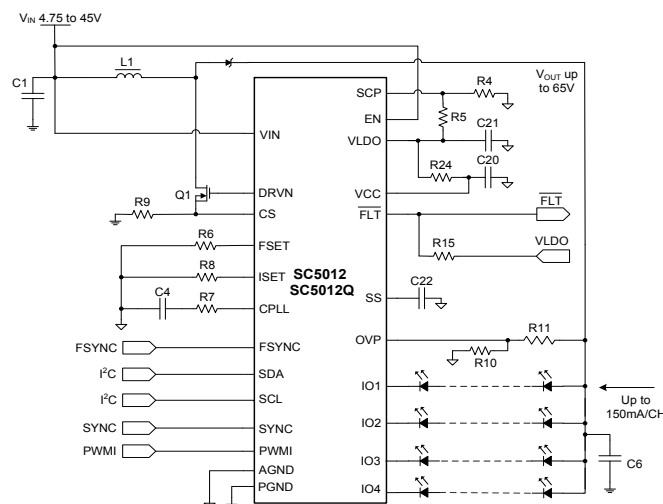 VIN 4.75 to 45V
L1
C1
VOUT up
to 65V
SCP
R4
EN
R5
C21
VLDO
VIN
R24
C20
VCC
Q1
DRVN
R9
CS
FLT
FLT
R6
FSET
R15
VLDO
R8
ISET
SC5012
SC5012Q
C4
R7
CPLL
C22
SS
FSYNC
FSYNC
OVP
R10
R11
I²C
SDA
IO1
Up to
150mA/CH
I²C
SCL
IO2
SYNC
SYNC
PWMI
PWMI
IO3
C6
AGND
PGND
IO4